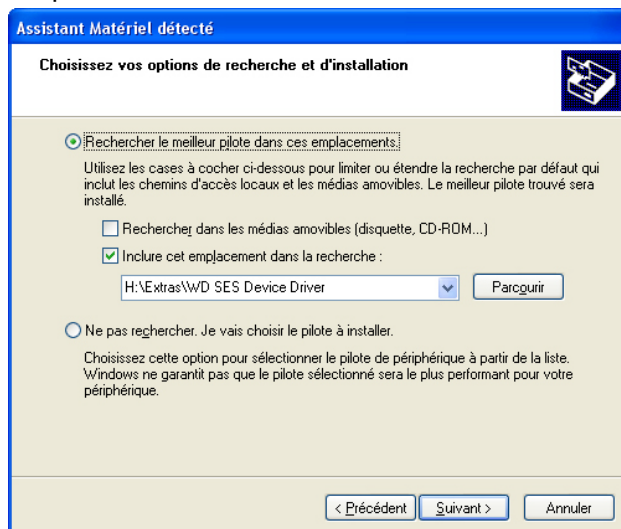 Assistant Matériel détecté
Choisissez vos options de recherche et d'installation
Rechercher le meilleur pilote dans ces emplacements.
Utilisez les cases à cocher ci-dessous pour limiter ou étendre la recherche par défaut qui
inclut les chemins d'accès locaux et les médias amovibles. Le meilleur pilote trouvé sera
installé.
Rechercher dans les médias amovibles (disquette, CD-ROM...)
Inclure cet emplacement dans la recherche :
H:\Extras\WD SES Device Driver
Parcourir
Ne pas rechercher. Je vais choisir le pilote à installer.
Choisissez cette option pour sélectionner le pilote de périphérique à partir de la liste.
Windows ne garantit pas que le pilote sélectionné sera le plus performant pour votre
périphérique.
< Précédent Suivant > Annuler